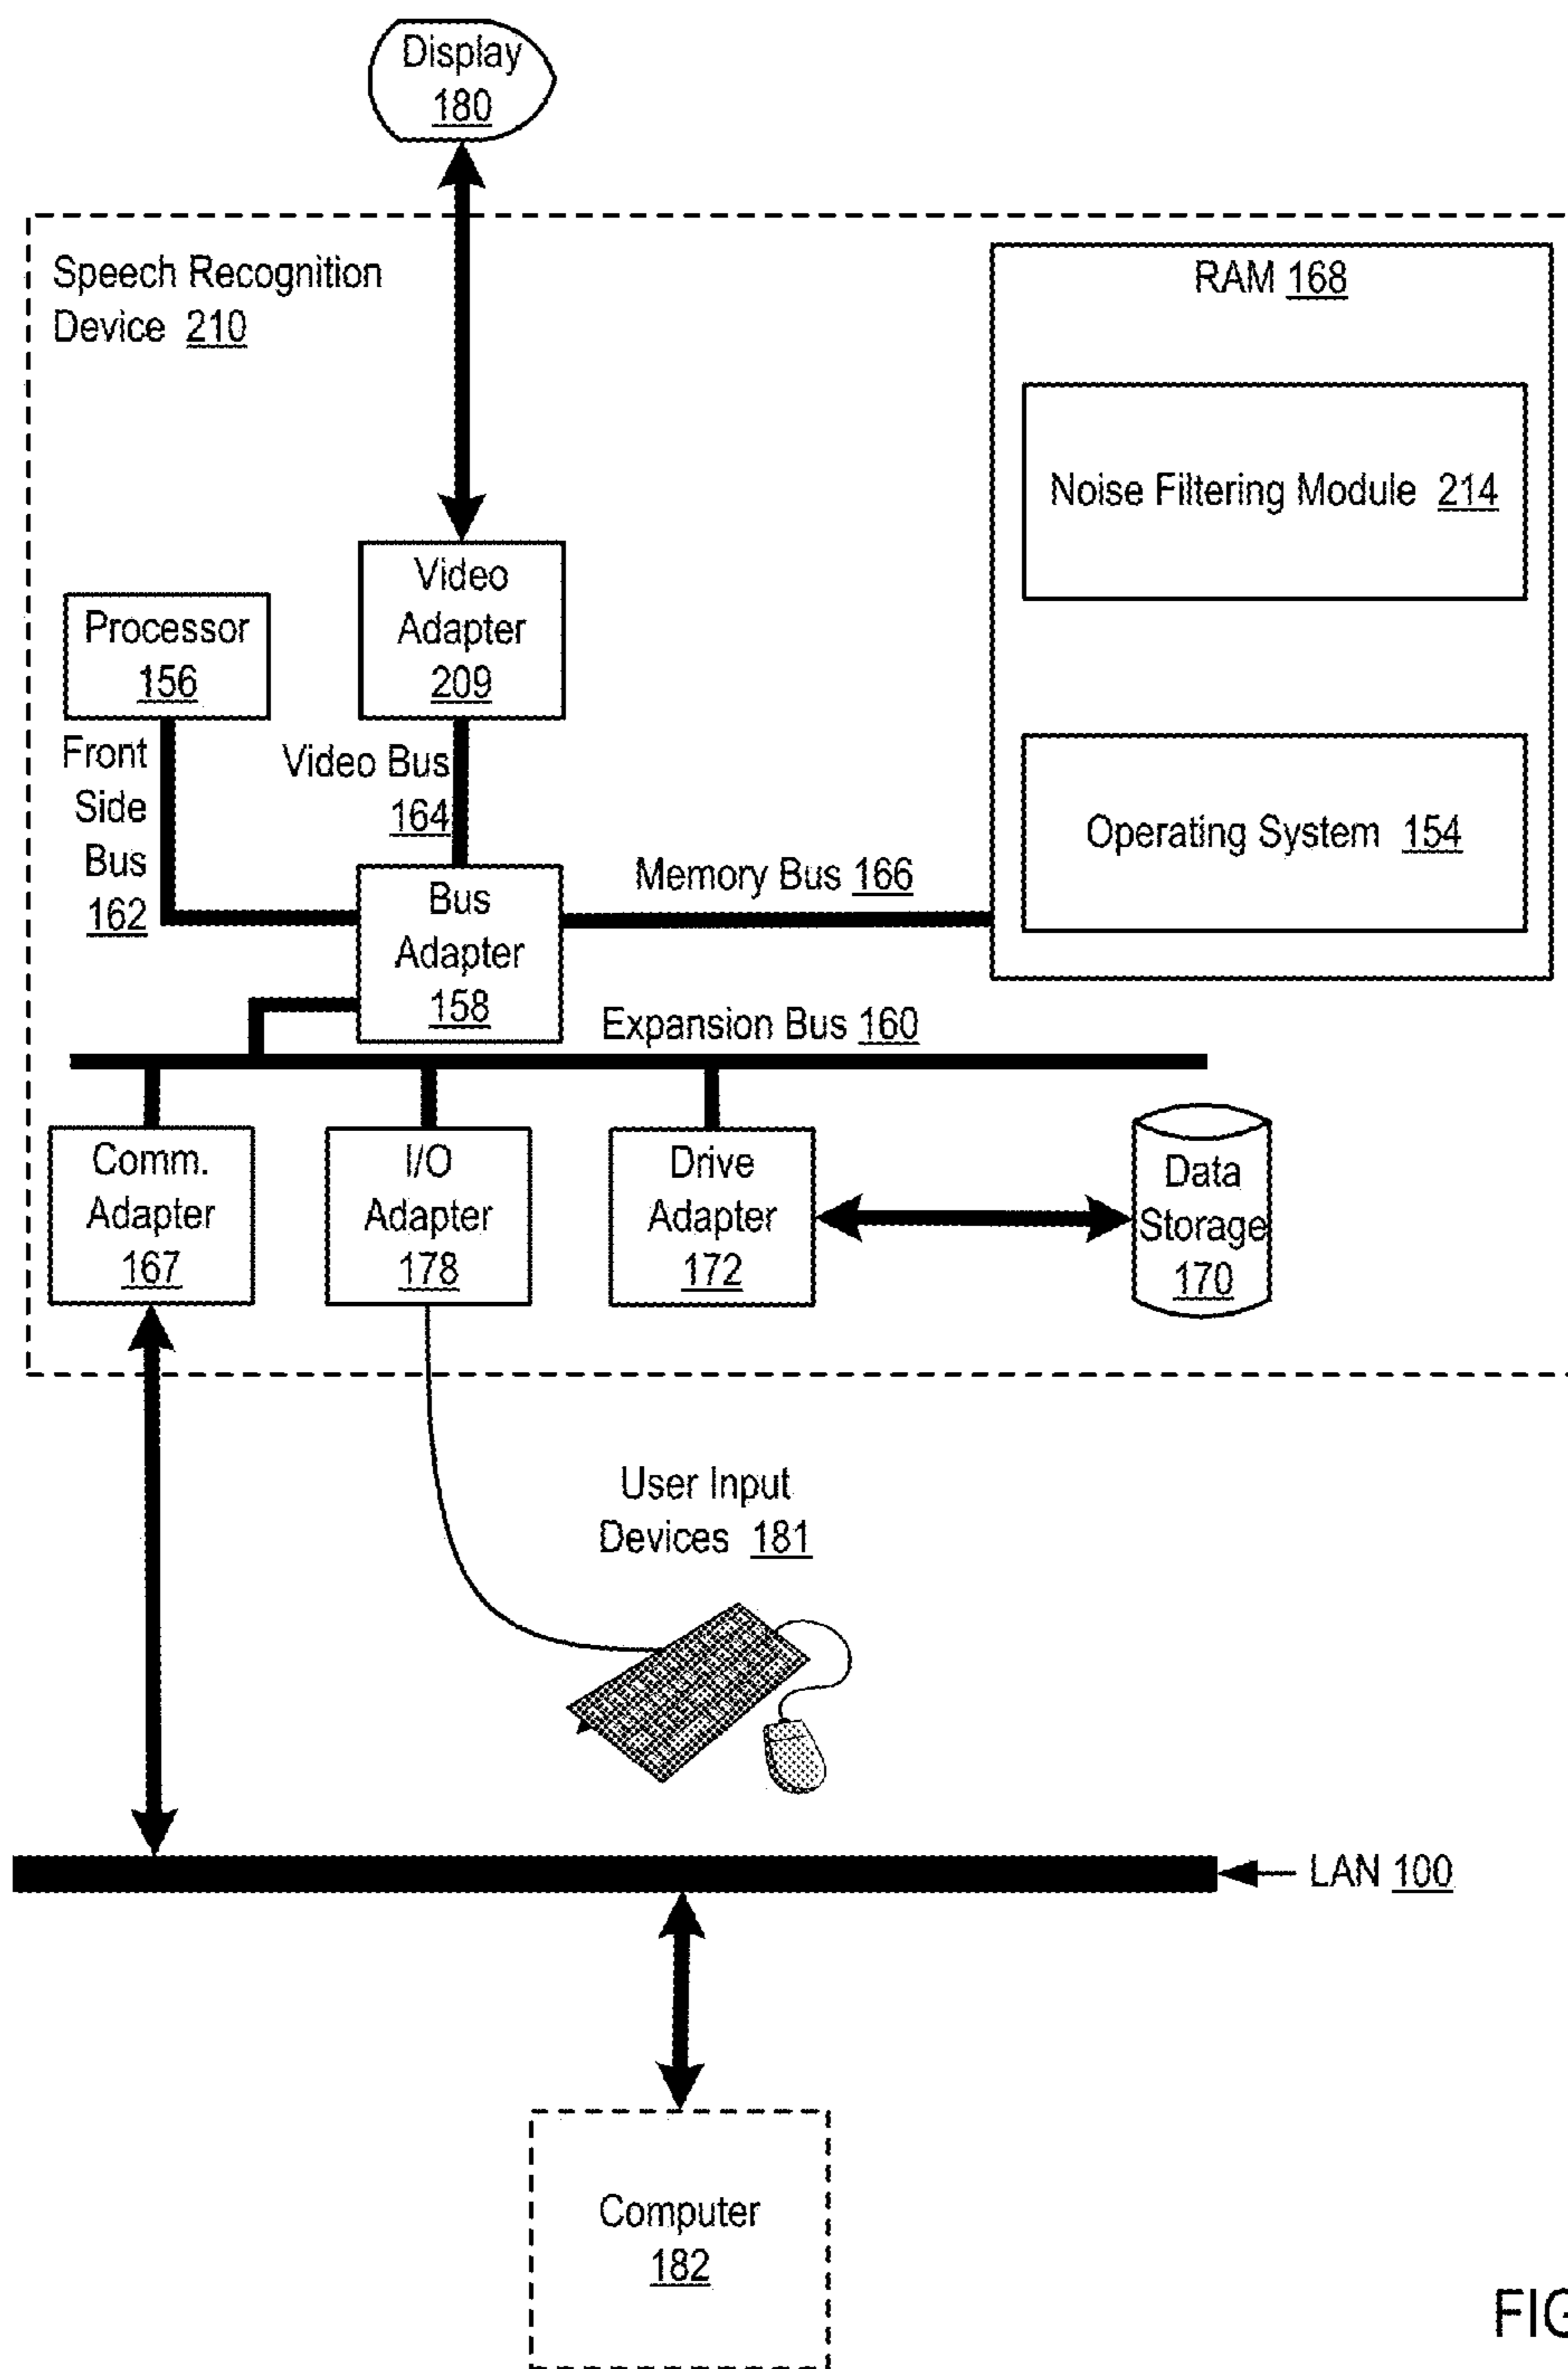 Display
180
Speech Recognition
Device 210
RAM 168
Noise Filtering Module 214
Video
Adapter
209
Processor
156
Front
Side
Bus
162
Video Bus
164
Operating System 154
Memory Bus 166
Bus
Adapter
158
Expansion Bus 160
Comm.
Adapter
167
I/O
Adapter
178
Drive
Adapter
172
Data
Storage
170
User Input
Devices 181
LAN 100
Computer
182